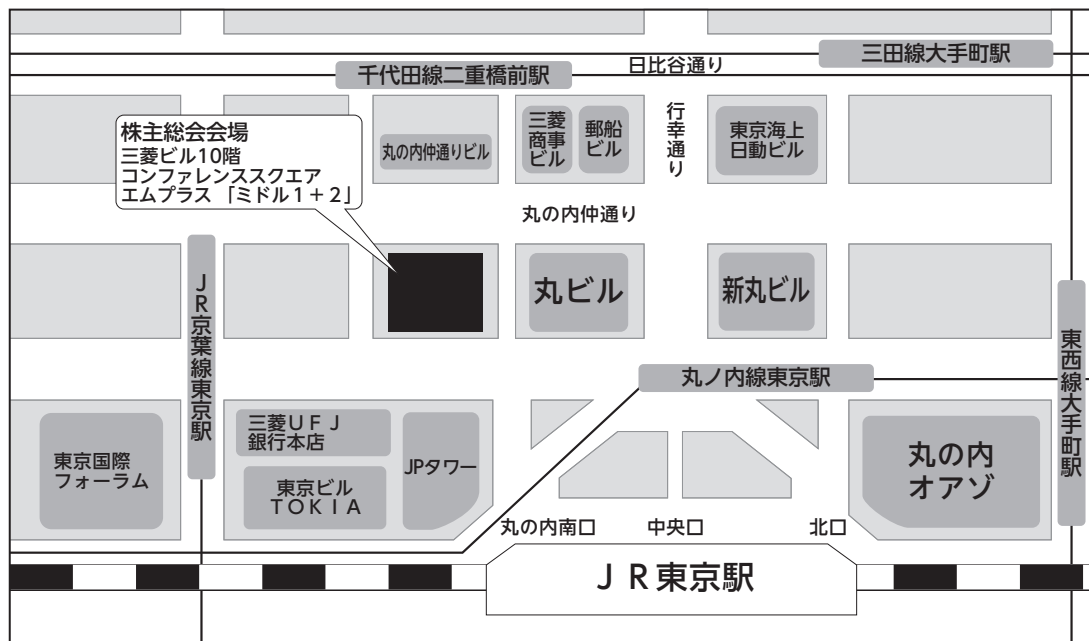 三田線大手町駅
日比谷通り
千代田線二重橋前駅
株主総会会場
三菱ビル10階
コンファレンススクエア
エムプラス 「ミドル1+2」
丸の内仲通りビル
三菱
商事
ビル
郵船
ビル
行幸通り
東京海上
日動ビル
丸の内仲通り
JR京葉線東京駅
丸ビル
新丸ビル
東西線大手町駅
丸ノ内線東京駅
東京国際
フォーラム
三菱UFJ
銀行本店
東京ビル
TOKIA
JPタワー
丸の内
オアゾ
丸の内南口
中央口
北口
JR東京駅